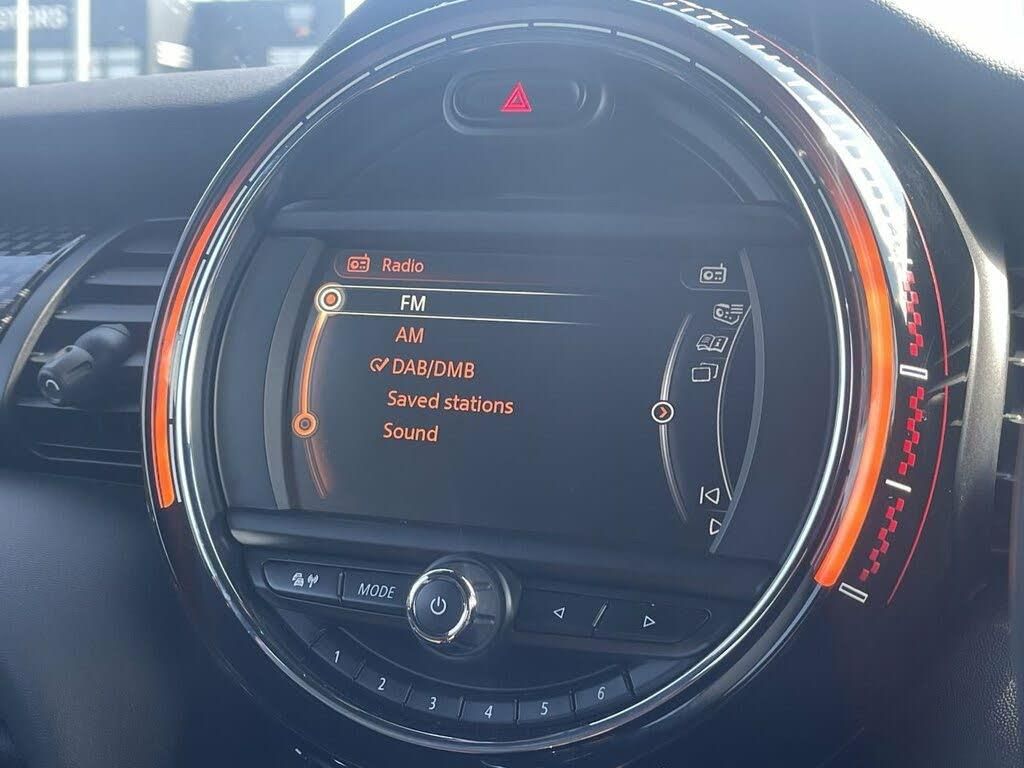 Radio
FM
AM
DAB/DMB
Saved stations
Sound
MODE
1
2
3
4
5
6